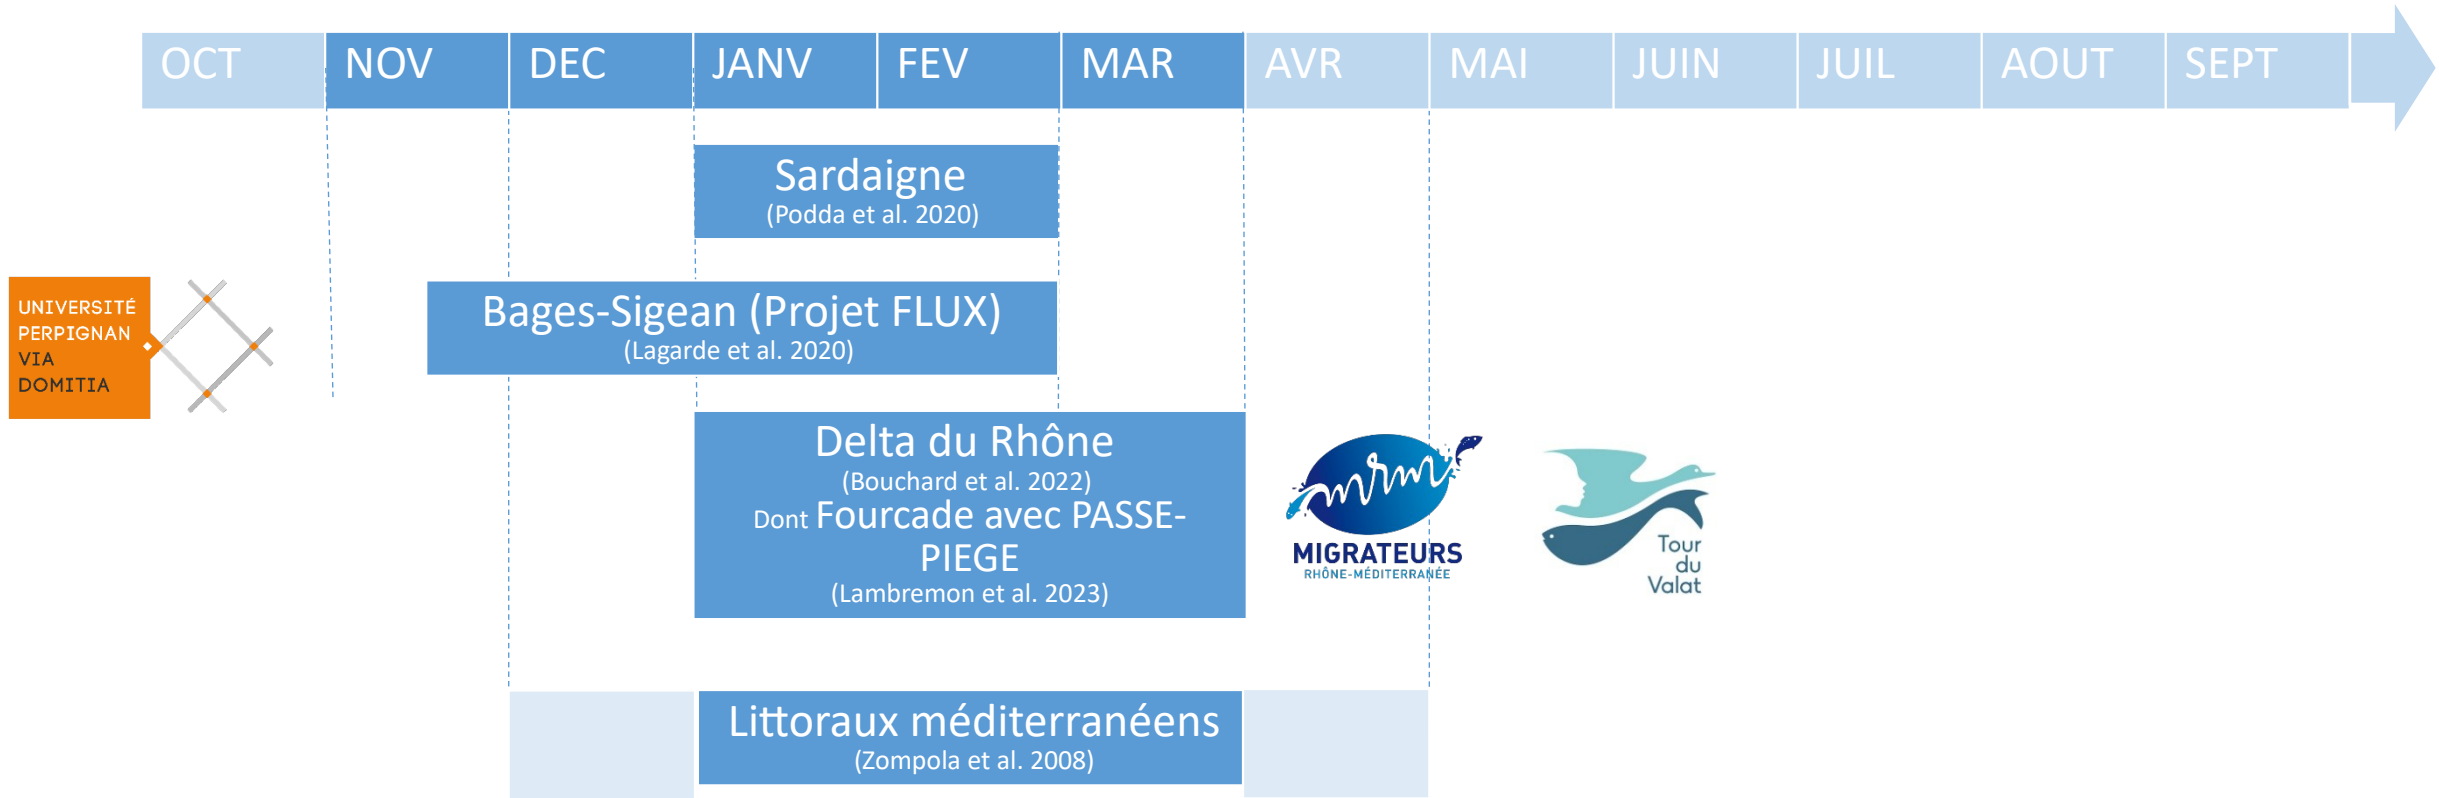 OCT NOV DEC JANV FEV MAR AVR MAI JUIN JUIL AOUT SEPT
Sardaigne
(Podda et al. 2020)
UNIVERSITÉ
PERPIGNAN
VIA
DOMITIA
Bages-Sigean (Projet FLUX)
(Lagarde et al. 2020)
Delta du Rhône
(Bouchard et al. 2022)
Dont Fourcade avec PASSE-
PIEGE
(Lambremon et al. 2023)
mrm
MIGRATEURS
RHÔNE-MÉDITERRANÉE
Tour
du
Valat
Littoraux méditerranéens
(Zompola et al. 2008)